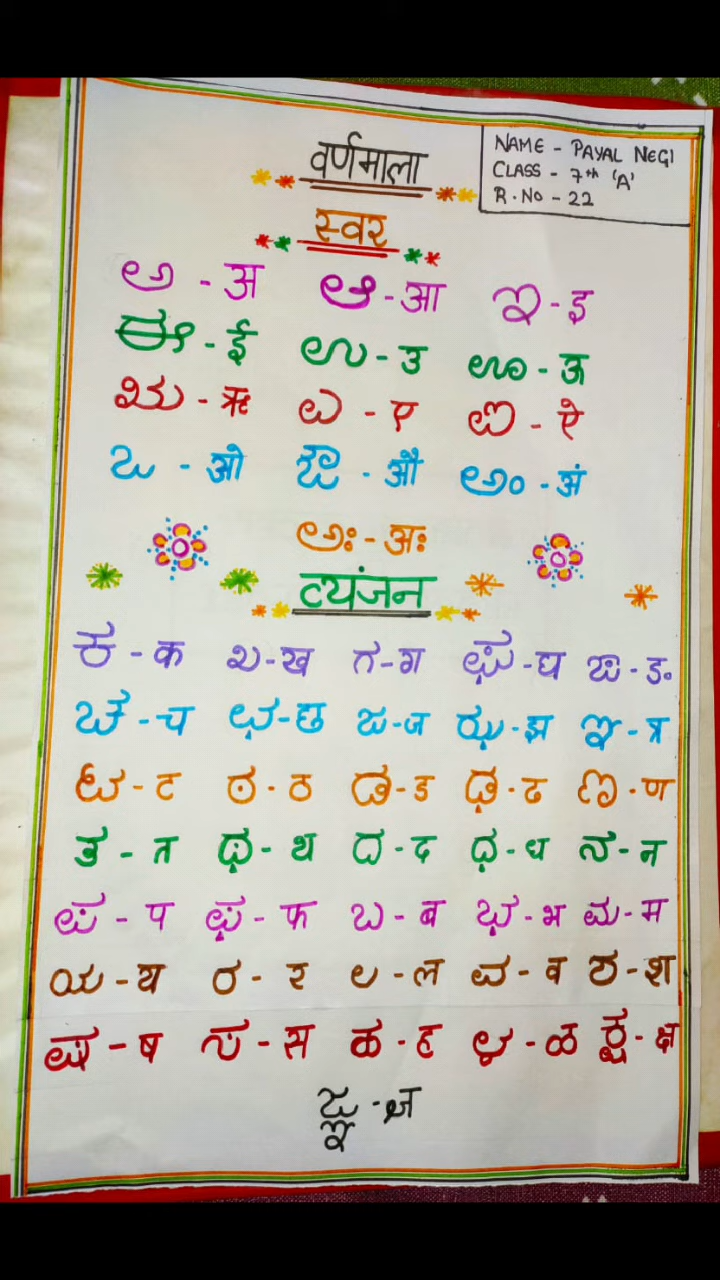 वर्णमाला
NAME - PAYAL NEGI
CLASS - 7th 'A'
R.No - 22
स्वर
ಅ - अ ಆ - आ ಇ - इ
ಈ - ई ಉ - उ ಊ - ऊ
ಋ - ऋ ಎ - ए ಐ - ऐ
ಒ - ओ ಔ - औ ಅಂ - अं
ಅಃ - अः
व्यंजन
ಕ - क ಖ - ख ಗ - ग ಘ - घ ಙ - ङ
ಚ - च ಛ - छ ಜ - ज ಝ - झ ಞ - ञ
ಟ - ट ಠ - ठ ಡ - ड ಢ - ढ ಣ - ण
ತ - त ಥ - थ ದ - द ಧ - ध ನ - न
ಪ - प ಫ - फ ಬ - ब ಭ - भ ಮ - म
ಯ - य ರ - र ಲ - ल ವ - व ಶ - श
ಷ - ष ಸ - स ಹ - ह ಳ - ळ ಕ್ಷ - क्ष
ಜ್ಞ - ज्ञ